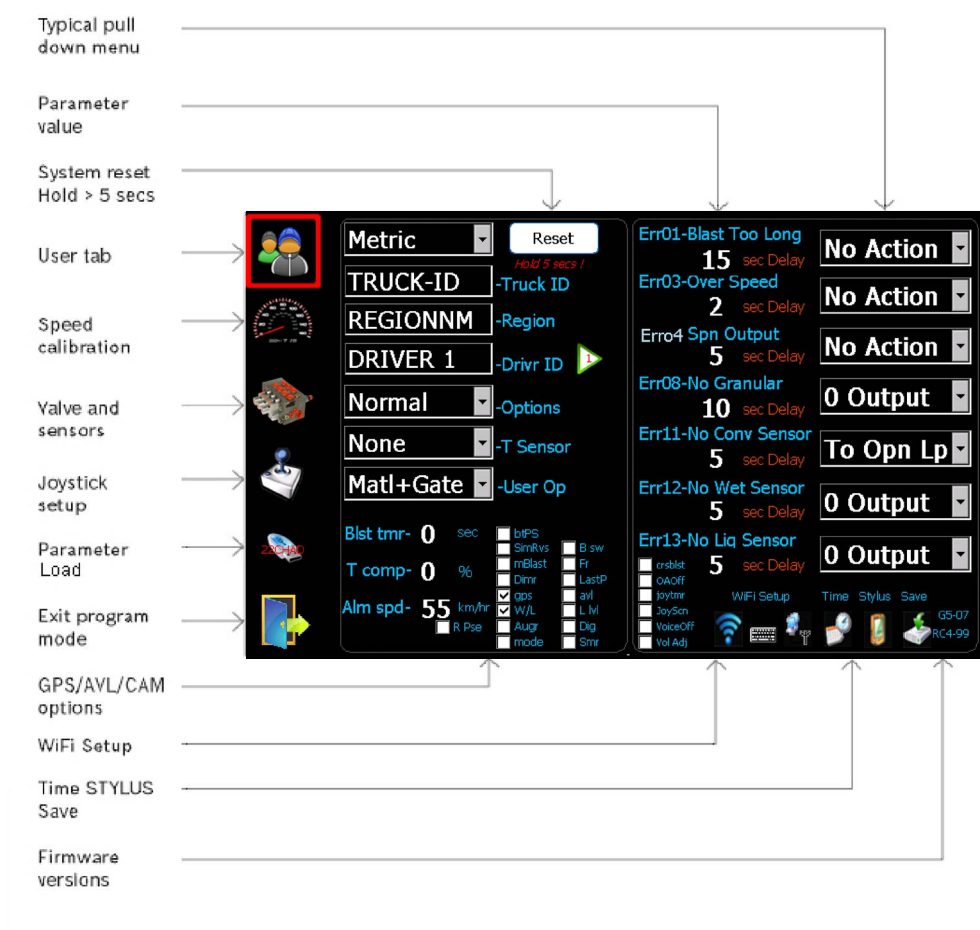 Typical pull
down menu
Parameter
value
System reset
Hold > 5 secs
User tab
Speed
calibration
Valve and
sensors
Joystick
setup
Parameter
Load
Exit program
mode
GPS/AVL/CAM
options
WiFi Setup
Time STYLUS
Save
Firmware
versions
Metric
Reset
Hold 5 secs !
TRUCK-ID -Truck ID
REGIONNM -Region
DRIVER 1 -Drivr ID 1
Normal -Options
None -T Sensor
Matl+Gate -User Op
Blst tmr- 0 sec
T comp- 0 %
Alm spd- 55 km/hr
R Pse
btPS
SimRvs
mBlast
Dimr
gps
W/L
Augr
mode
B sw
Fr
LastP
avl
L lvl
Dig
Smr
Err01-Blast Too Long
15 sec Delay No Action
Err03-Over Speed
2 sec Delay No Action
Erro4 Spn Output
5 sec Delay No Action
Err08-No Granular
10 sec Delay 0 Output
Err11-No Conv Sensor
5 sec Delay To Opn Lp
Err12-No Wet Sensor
5 sec Delay 0 Output
Err13-No Liq Sensor
5 sec Delay 0 Output
crsblst
OAOff
joytmr
JoyScn
VoiceOff
Vol Adj
WiFi Setup Time Stylus Save
G5-07
RC4-99